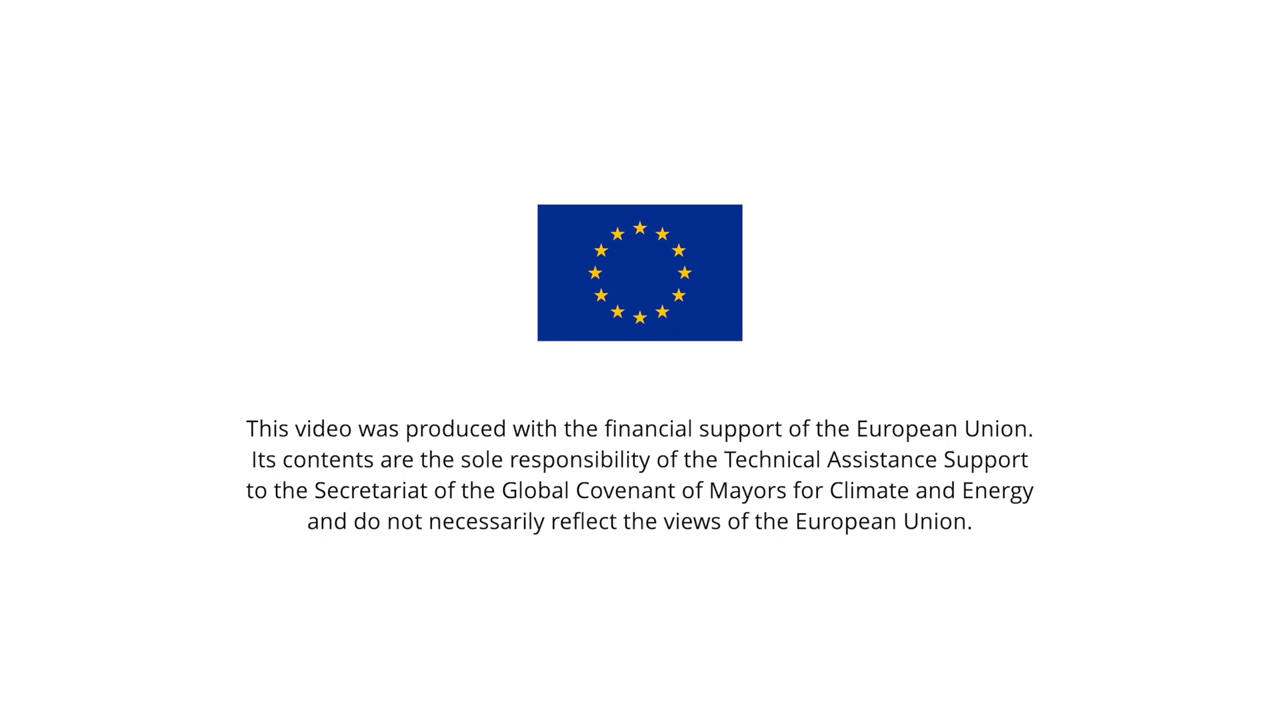 This video was produced with the financial support of the European Union.
Its contents are the sole responsibility of the Technical Assistance Support
to the Secretariat of the Global Covenant of Mayors for Climate and Energy
and do not necessarily reflect the views of the European Union.